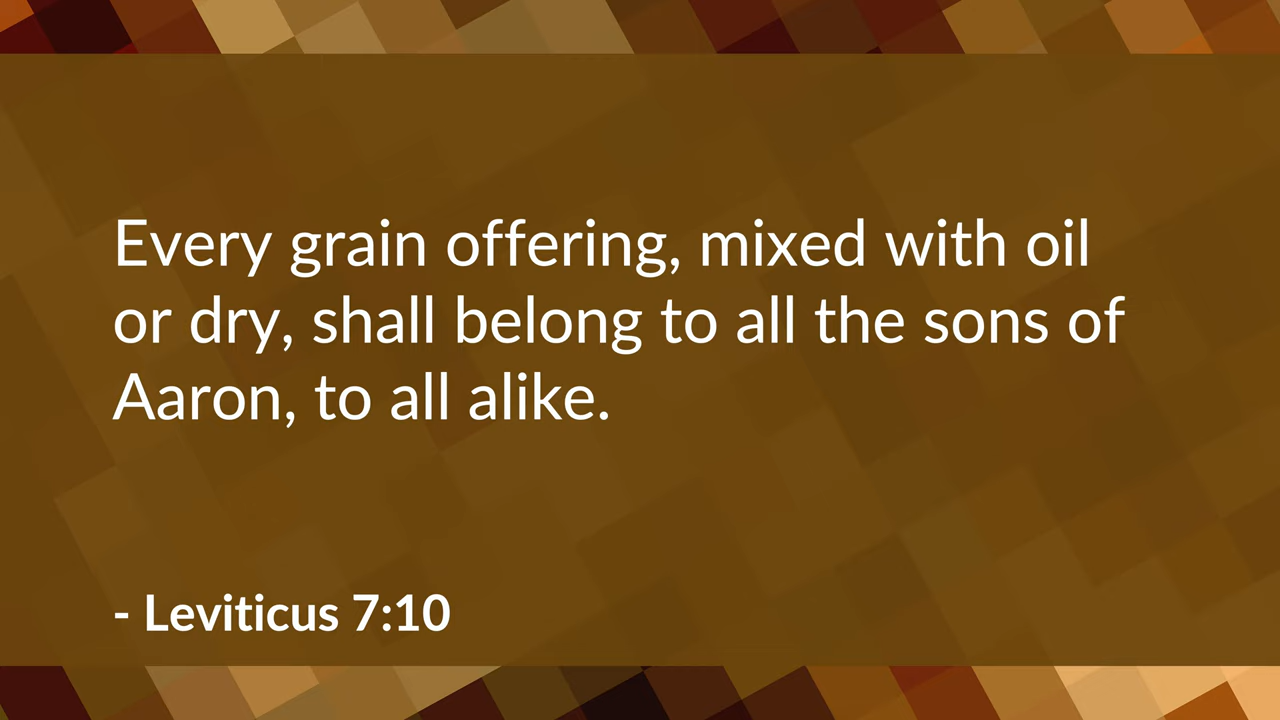 Every grain offering, mixed with oil
or dry, shall belong to all the sons of
Aaron, to all alike.
- Leviticus 7:10